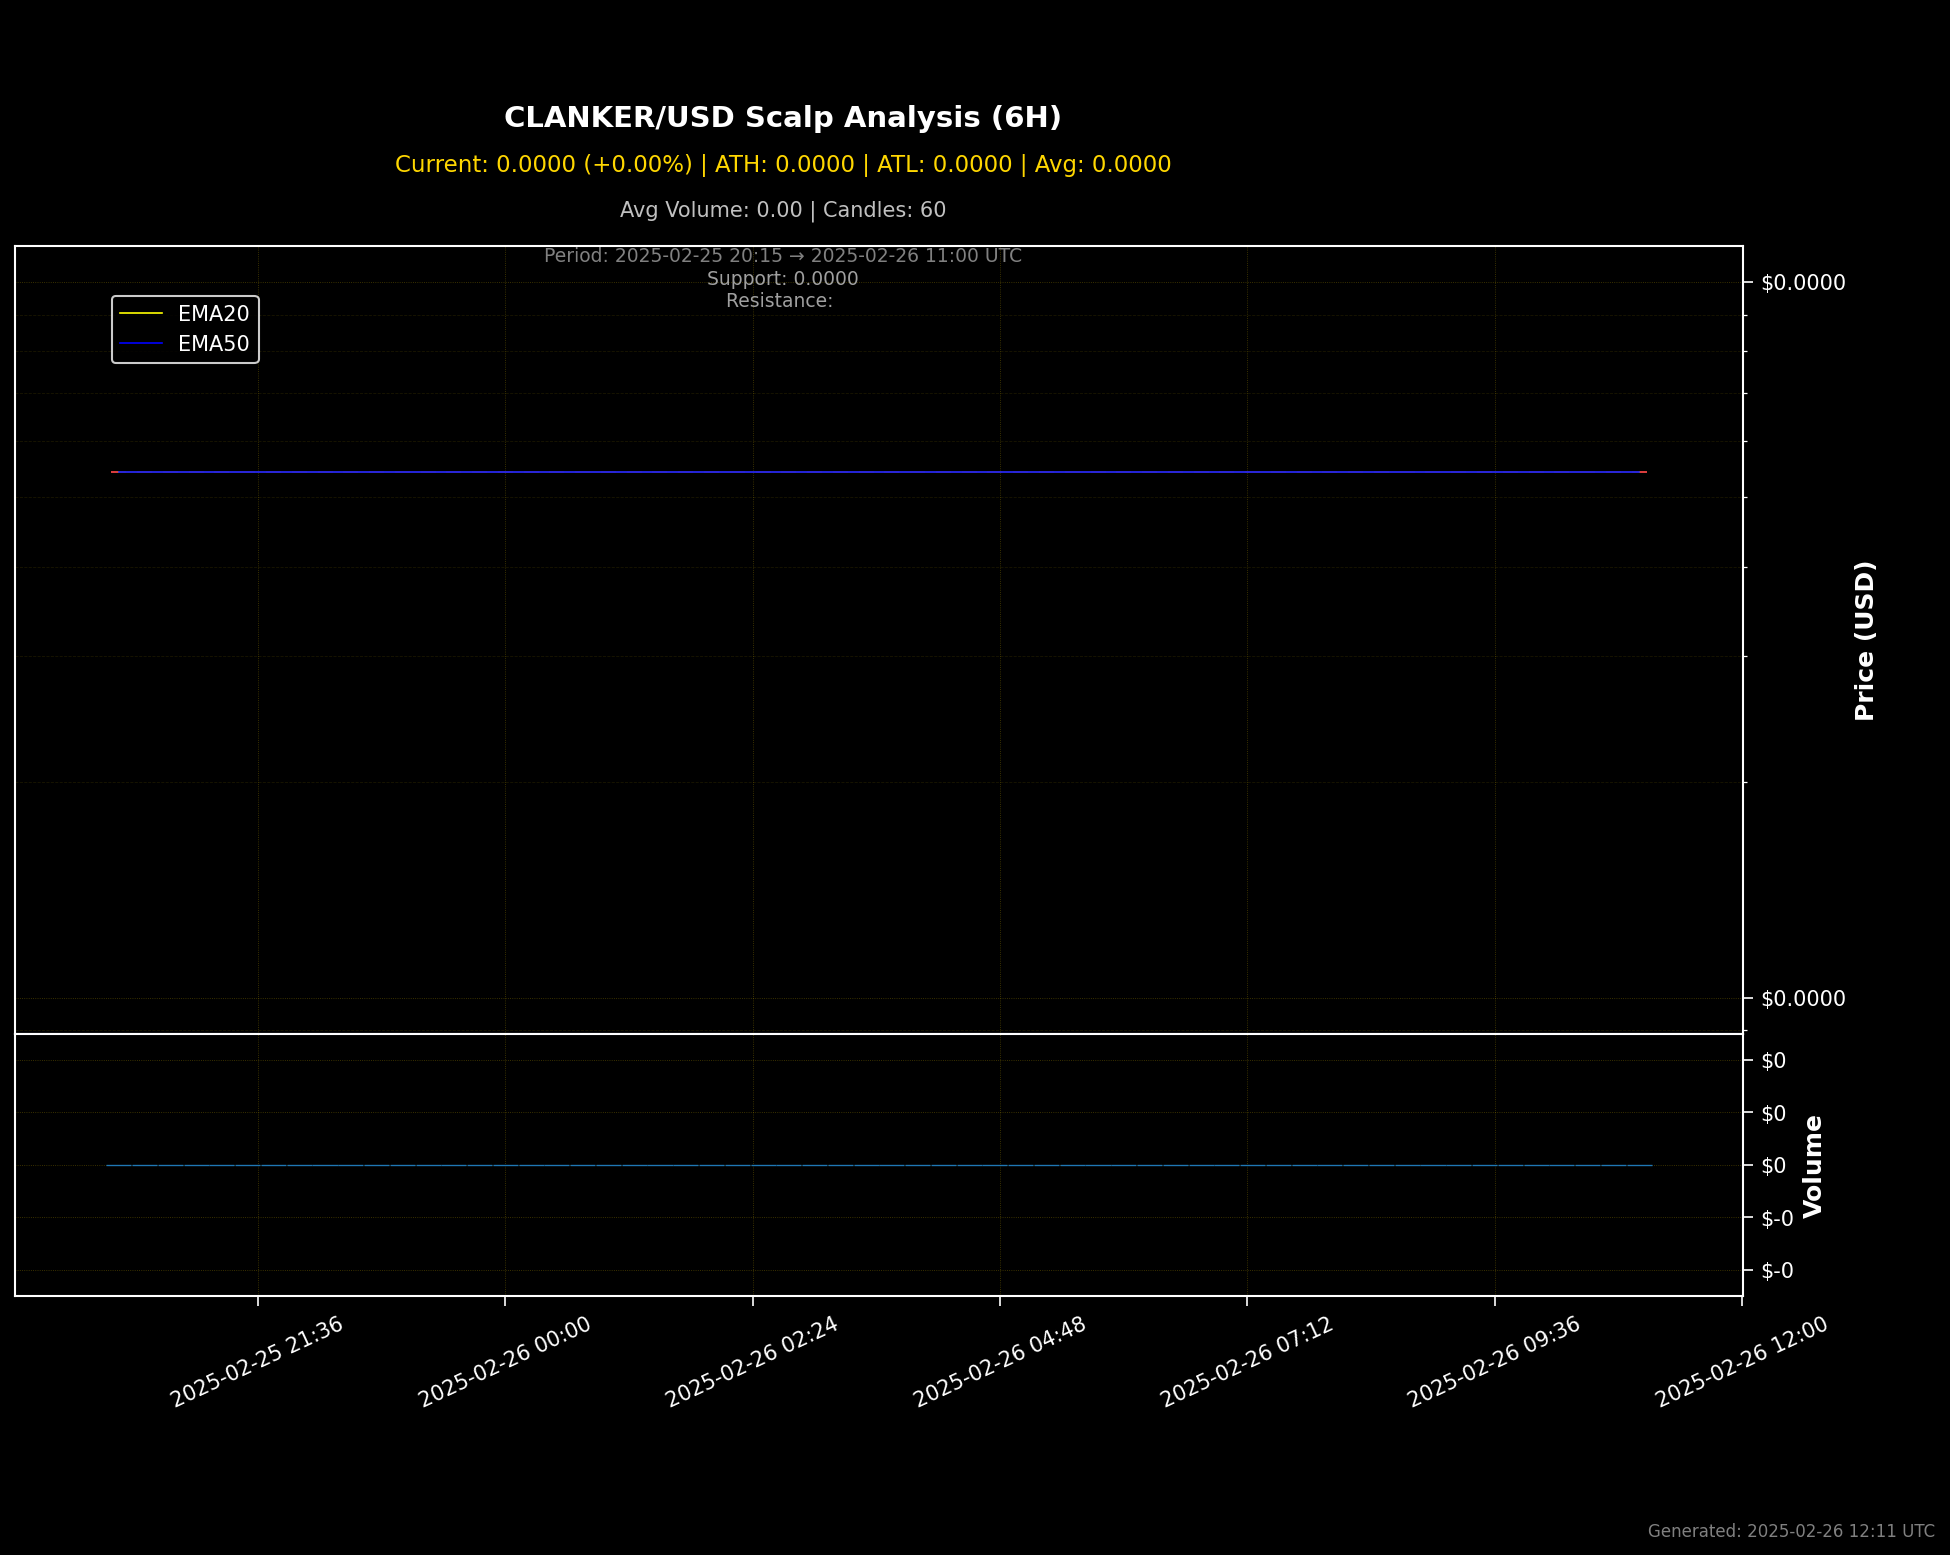 CLANKER/USD Scalp Analysis (6H)
Current: 0.0000 (+0.00%) | ATH: 0.0000 | ATL: 0.0000 | Avg: 0.0000
Avg Volume: 0.00 | Candles: 60
Period: 2025-02-25 20:15 → 2025-02-26 11:00 UTC
Support: 0.0000
Resistance:
EMA20
EMA50
$0.0000
$0.0000
Price (USD)
$0
$0
$0
$-0
$-0
Volume
2025-02-25 21:36
2025-02-26 00:00
2025-02-26 02:24
2025-02-26 04:48
2025-02-26 07:12
2025-02-26 09:36
2025-02-26 12:00
Generated: 2025-02-26 12:11 UTC